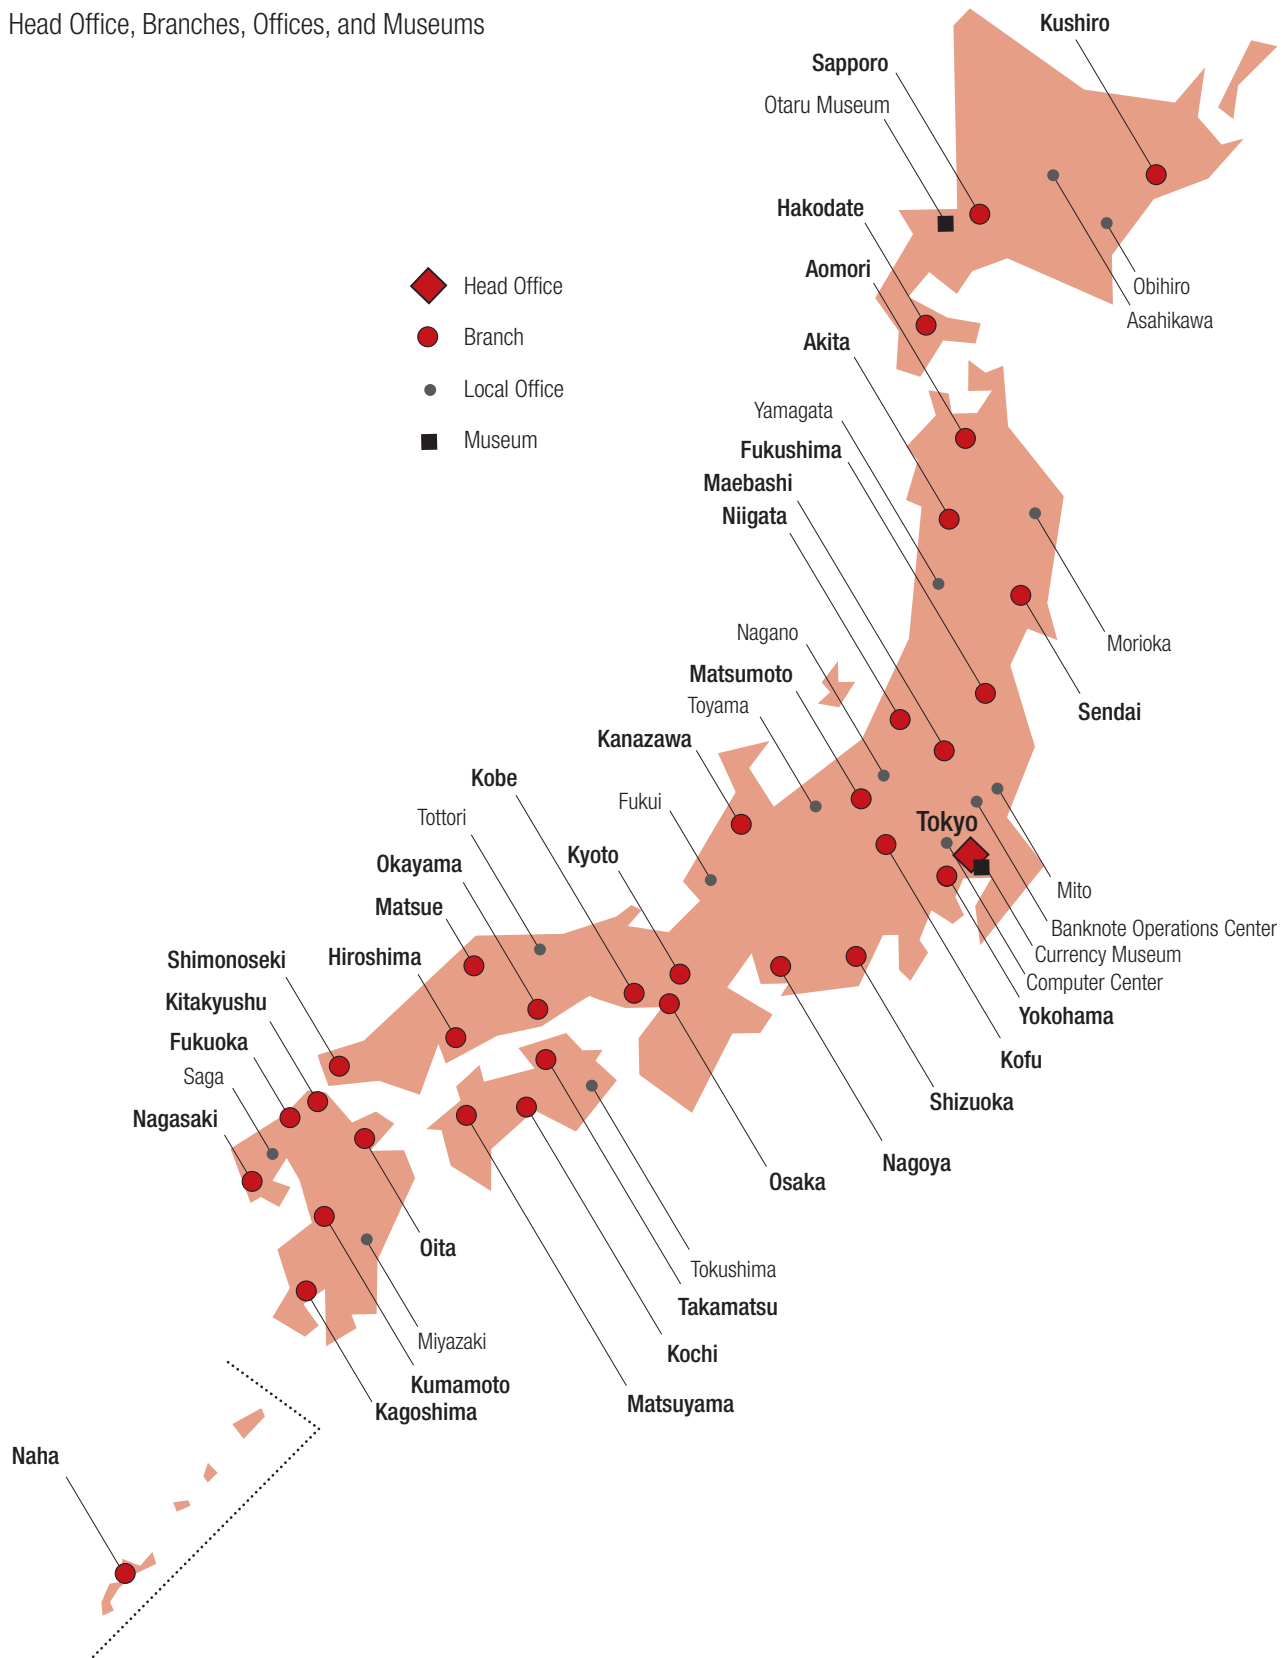 Head Office, Branches, Offices, and Museums
Kushiro
Sapporo
Otaru Museum
Hakodate
Aomori
Head Office
Obihiro
Asahikawa
Branch
Akita
Local Office
Yamagata
Museum
Fukushima
Maebashi
Niigata
Nagano
Morioka
Matsumoto
Toyama
Sendai
Kanazawa
Kobe
Fukui
Tottori
Tokyo
Kyoto
Okayama
Mito
Matsue
Banknote Operations Center
Hiroshima
Currency Museum
Shimonoseki
Computer Center
Kitakyushu
Yokohama
Fukuoka
Kofu
Saga
Shizuoka
Nagasaki
Nagoya
Osaka
Oita
Tokushima
Takamatsu
Miyazaki
Kochi
Kumamoto
Matsuyama
Kagoshima
Naha